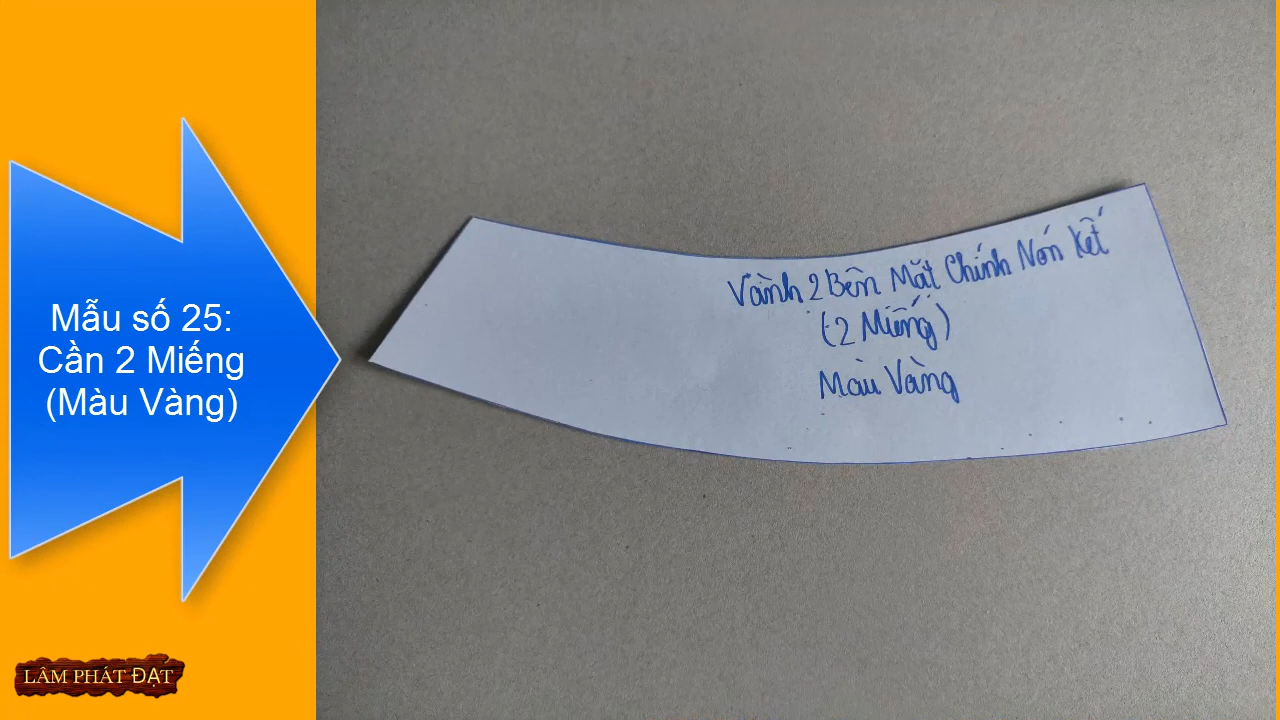 Mẫu số 25:
Cần 2 Miếng
(Màu Vàng)
Vành 2 Bên Mặt Chính Nón Kết
(2 Miếng)
Màu Vàng
LÂM PHÁT ĐẠT